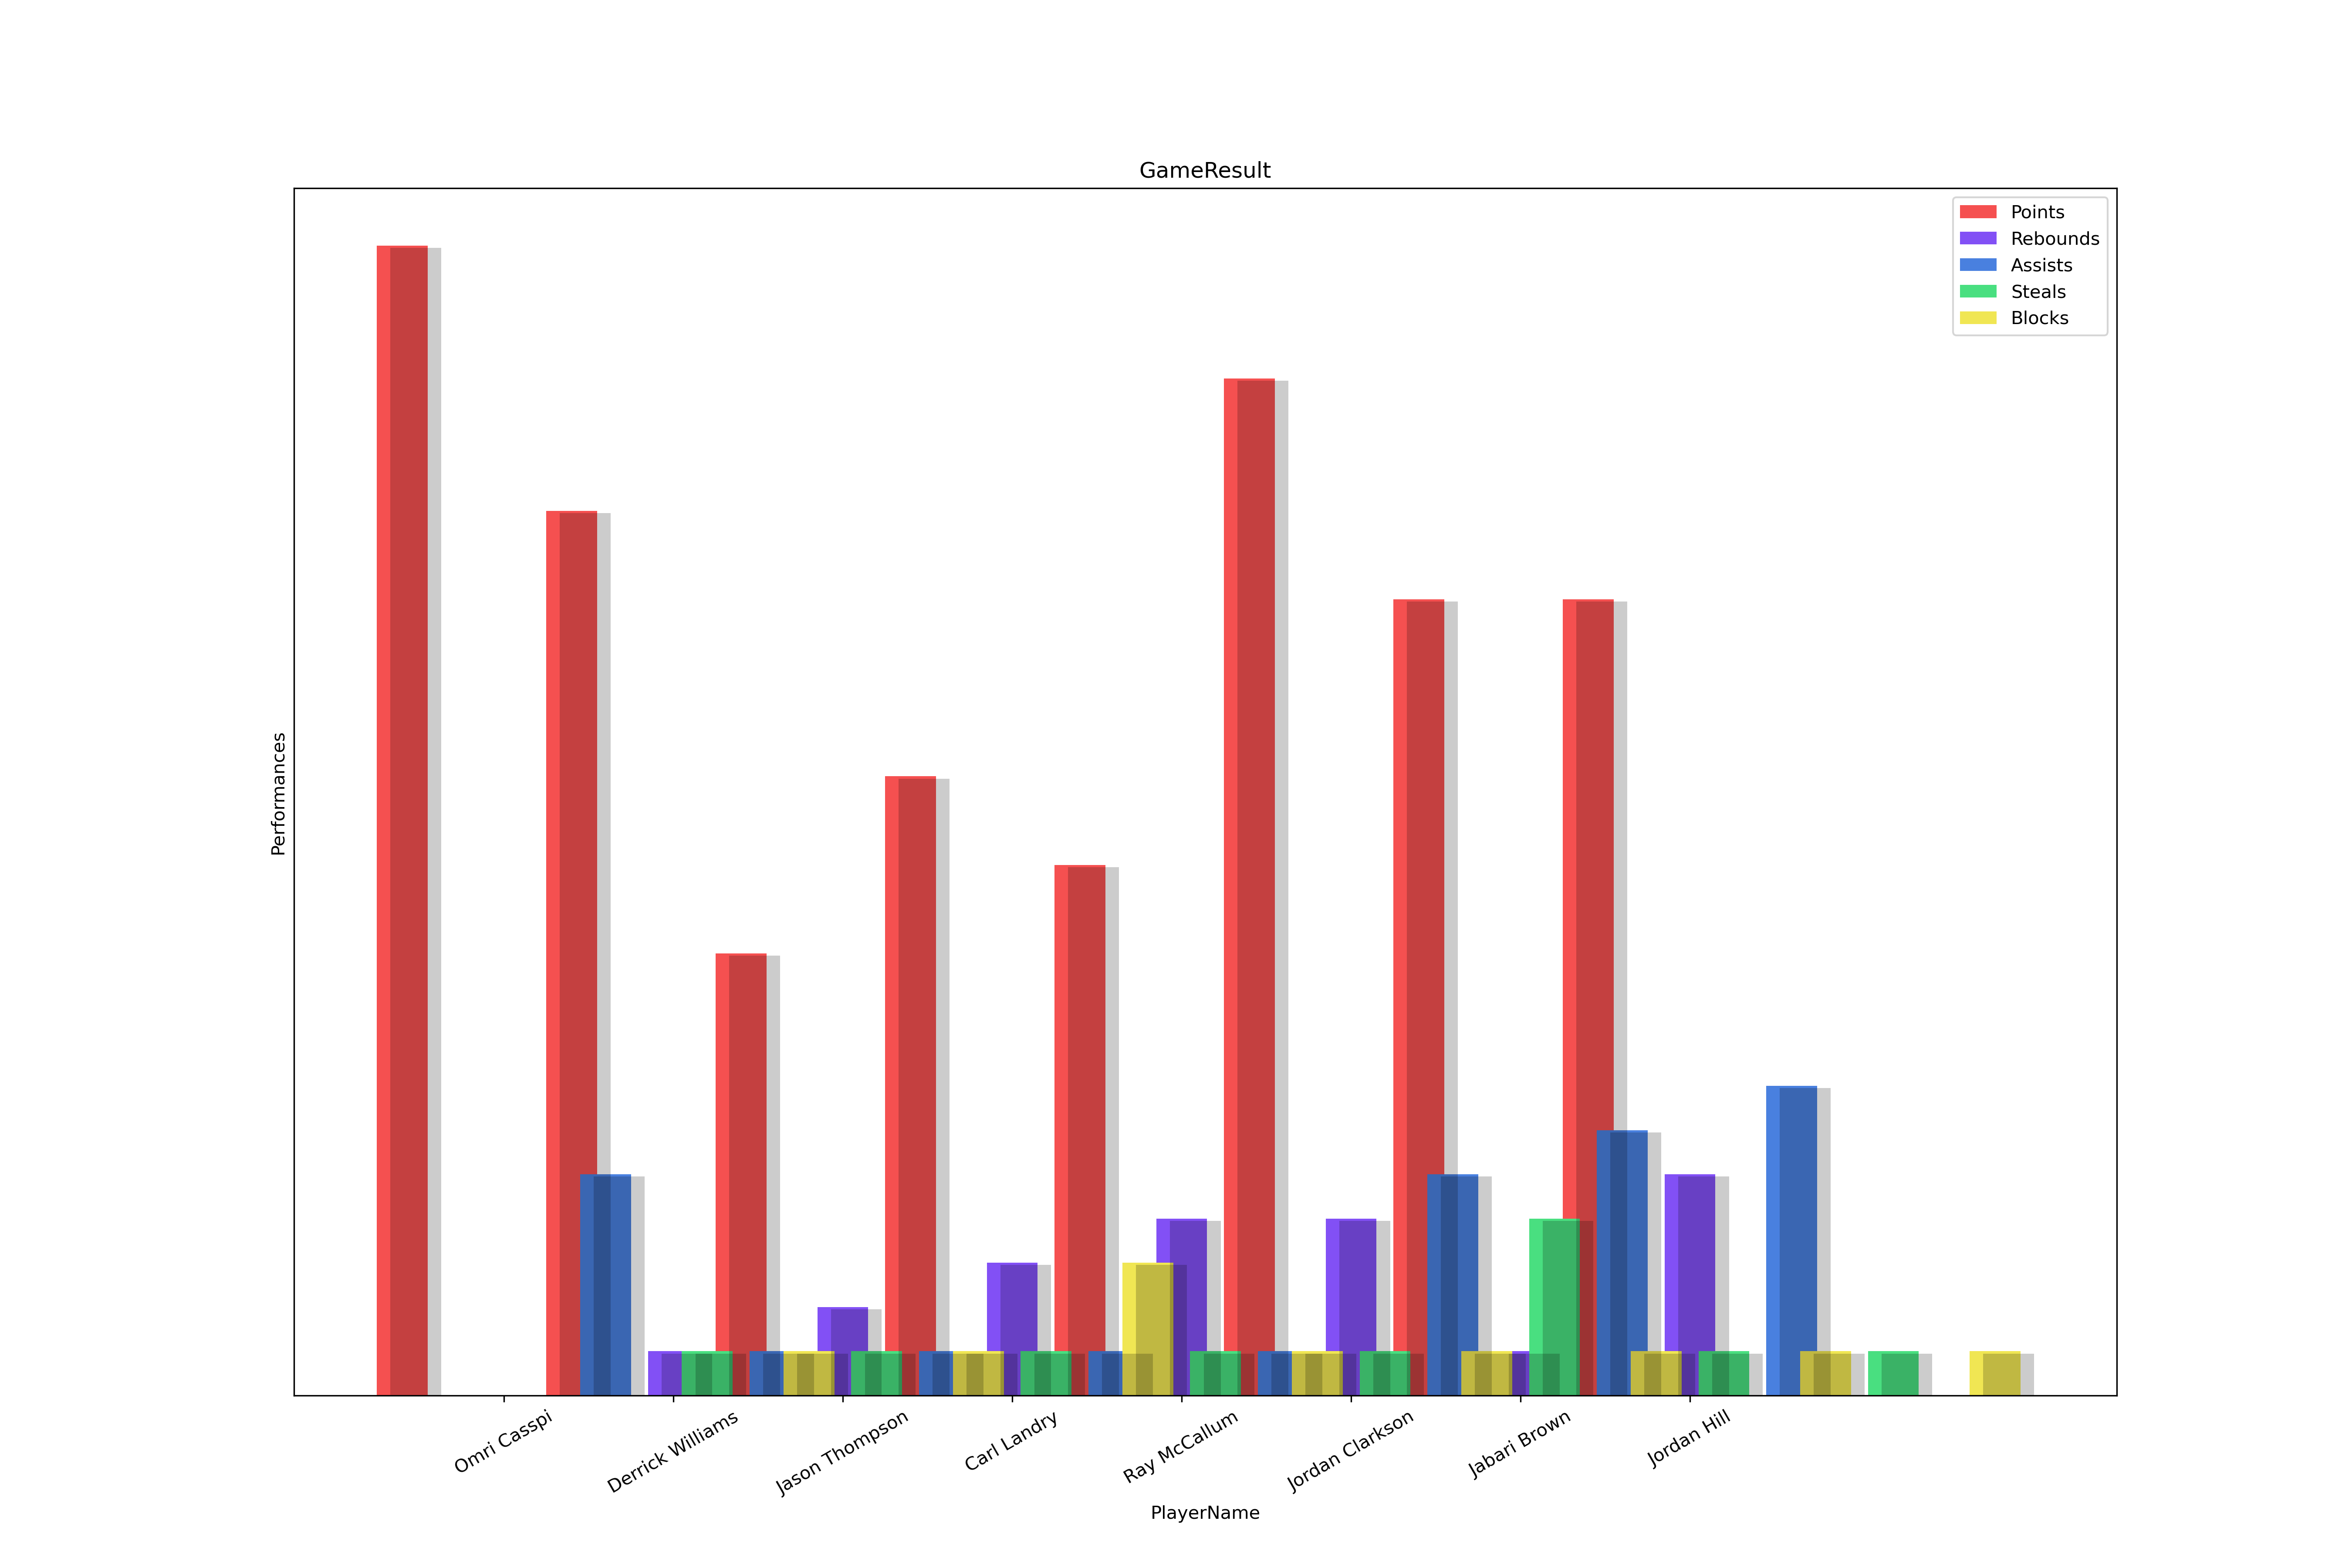 GameResult
Points
Rebounds
Assists
Steals
Blocks
Performances
Omri Casspi
Derrick Williams
Jason Thompson
Carl Landry
Ray McCallum
Jordan Clarkson
Jabari Brown
Jordan Hill
PlayerName